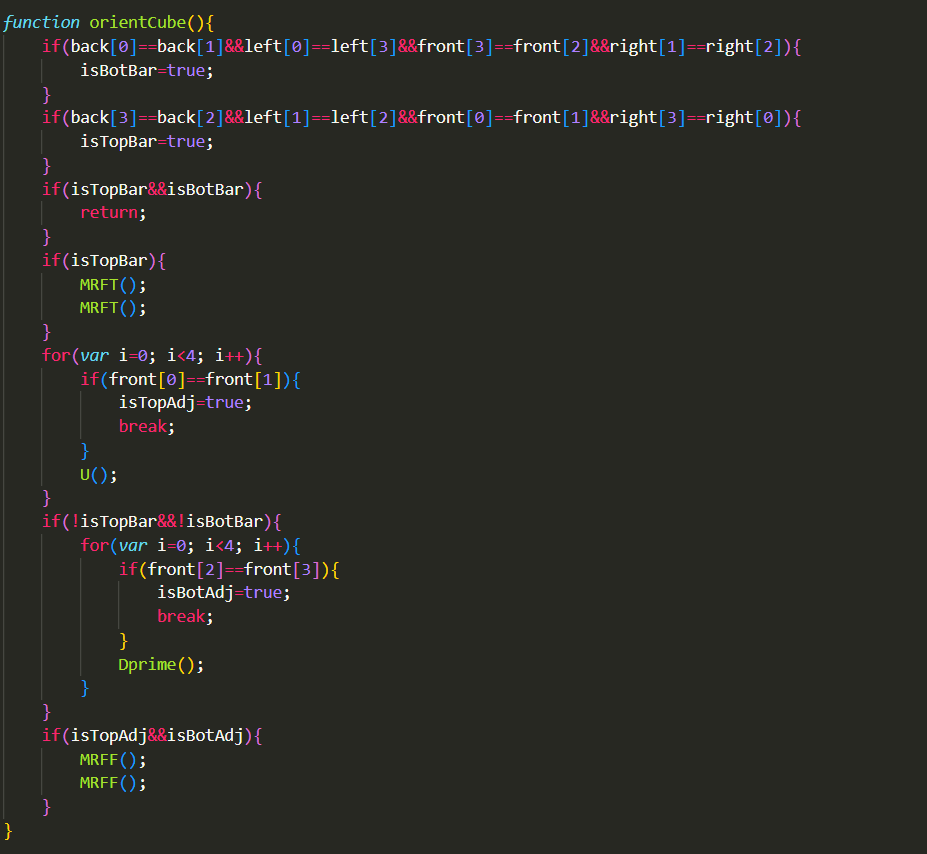 function orientCube(){
    if(back[0]==back[1]&&left[0]==left[3]&&front[3]==front[2]&&right[1]==right[2]){
        isBotBar=true;
    }
    if(back[3]==back[2]&&left[1]==left[2]&&front[0]==front[1]&&right[3]==right[0]){
        isTopBar=true;
    }
    if(isTopBar&&isBotBar){
        return;
    }
    if(isTopBar){
        MRFT();
        MRFT();
    }
    for(var i=0; i<4; i++){
        if(front[0]==front[1]){
            isTopAdj=true;
            break;
        }
        U();
    }
    if(!isTopBar&&!isBotBar){
        for(var i=0; i<4; i++){
            if(front[2]==front[3]){
                isBotAdj=true;
                break;
            }
            Dprime();
        }
    }
    if(isTopAdj&&isBotAdj){
        MRFF();
        MRFF();
    }
}